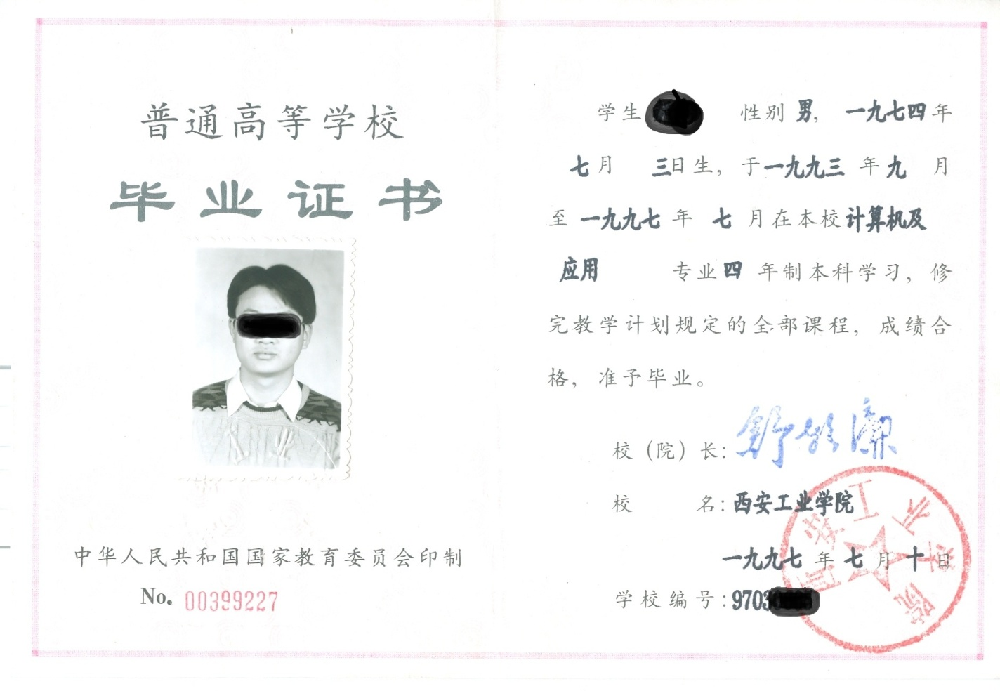 普通高等学校
毕业证书
中华人民共和国国家教育委员会印制
No. 00399227
学生 性别 男, 一九七四年
七月 三日生, 于一九九三 年 九 月
至 一九九七 年 七 月在本校计算机及
应用 专业四 年制本科学习, 修
完教学计划规定的全部课程, 成绩合
格, 准予毕业。
校(院)长:
校 名: 西安工业学院
一九九七 年 七 月 十 日
学校编号: 9703
西安工业学院